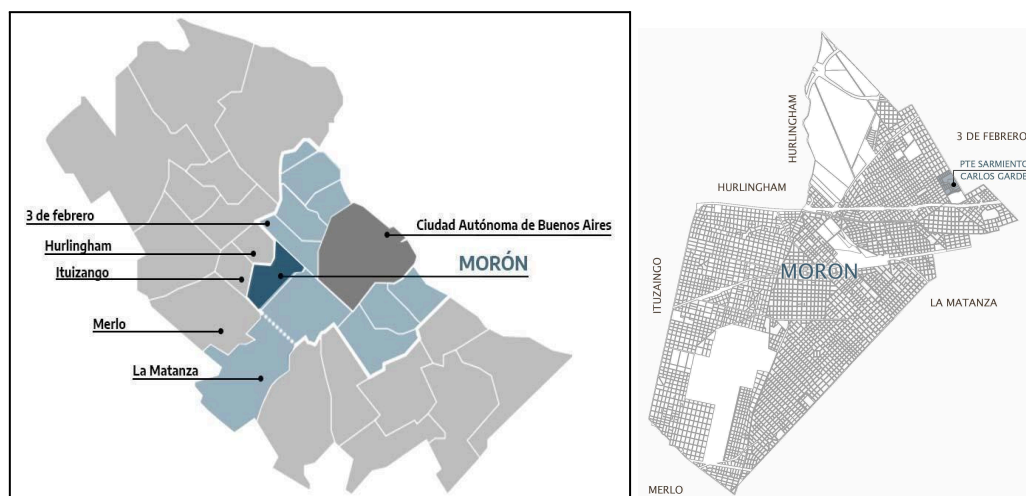 3 de febrero
Ciudad Autónoma de Buenos Aires
Hurlingham
MORÓN
Ituizango
Merlo
La Matanza
HURLINGHAM
3 DE FEBRERO
PTE SARMIENTO
CARLOS GARDE
HURLINGHAM
MORON
ITUZAINGO
LA MATANZA
MERLO